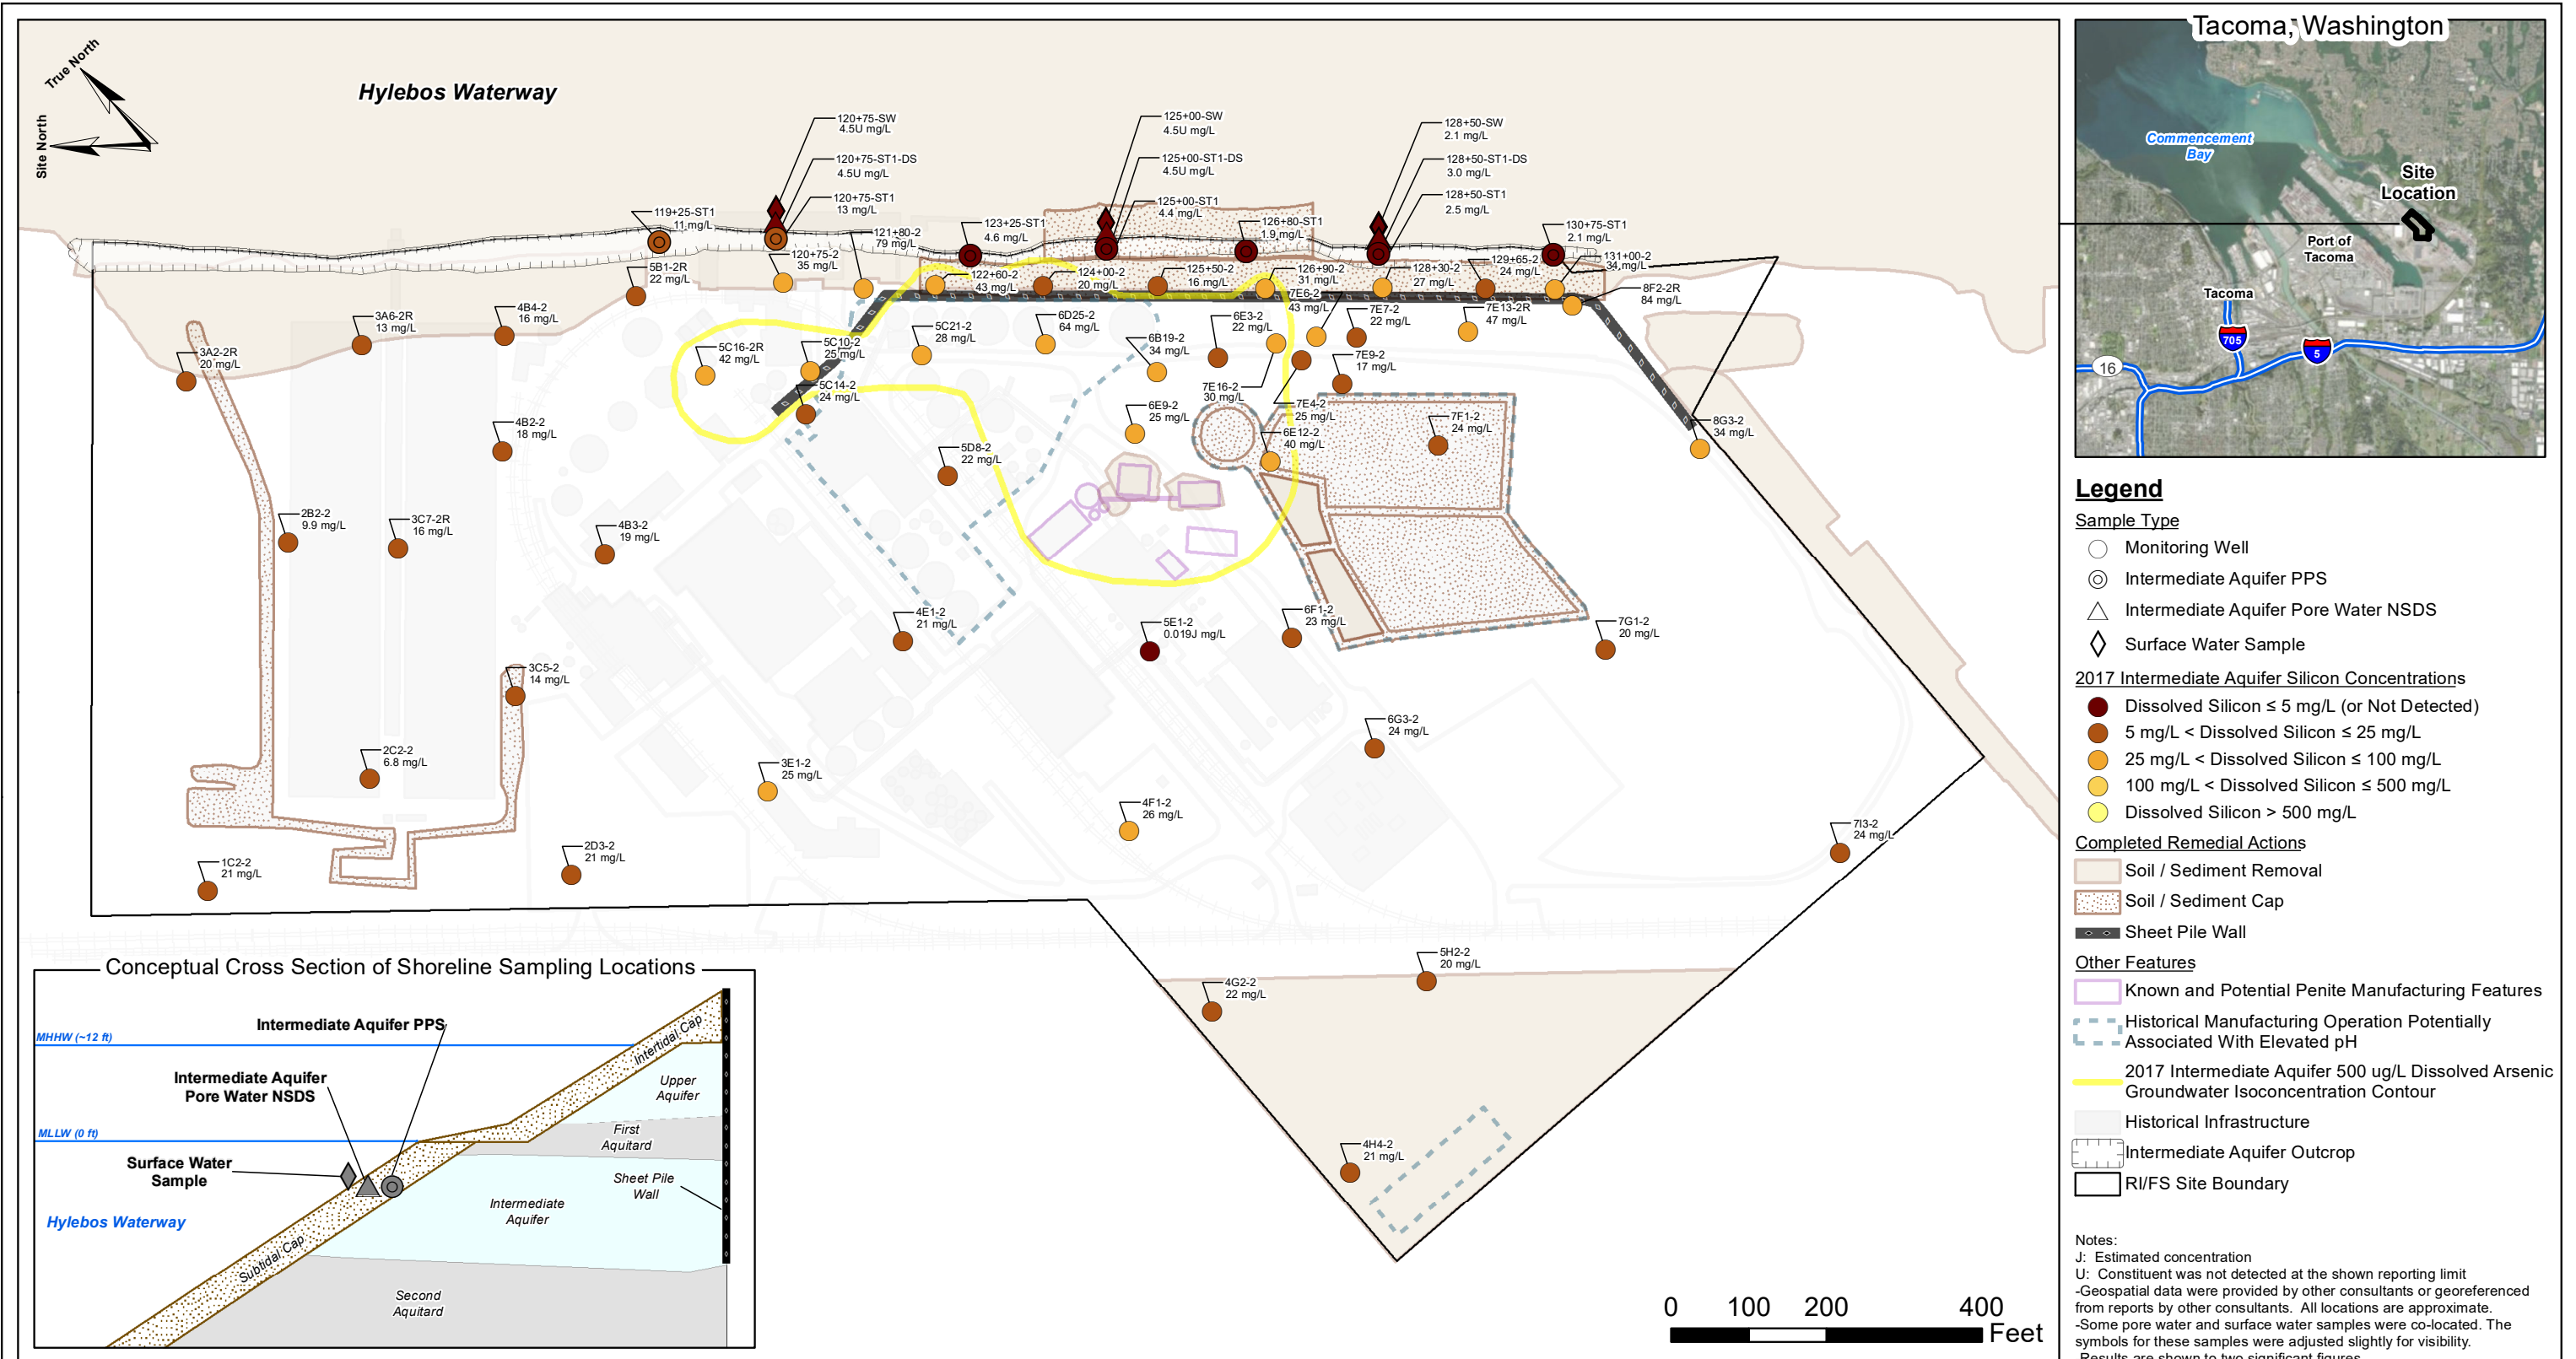 True North
Site North
Hylebos Waterway
120+75-SW
4.5U mg/L
120+75-ST1-DS
4.5U mg/L
120+75-ST1
13 mg/L
119+25-ST1
11 mg/L
121+80-2
79 mg/L
120+75-2
35 mg/L
123+25-ST1
4.6 mg/L
125+00-SW
4.5U mg/L
125+00-ST1-DS
4.5U mg/L
125+00-ST1
4.4 mg/L
126+80-ST1
1.9 mg/L
128+50-SW
2.1 mg/L
128+50-ST1-DS
3.0 mg/L
128+50-ST1
2.5 mg/L
130+75-ST1
2.1 mg/L
131+00-2
34 mg/L
129+65-2
24 mg/L
128+30-2
27 mg/L
126+90-2
31 mg/L
125+50-2
16 mg/L
124+00-2
20 mg/L
122+60-2
43 mg/L
8F2-2R
84 mg/L
5B1-2R
22 mg/L
4B4-2
16 mg/L
3A6-2R
13 mg/L
3A2-2R
20 mg/L
5C16-2R
42 mg/L
5C10-2
25 mg/L
5C14-2
24 mg/L
5C21-2
28 mg/L
6D25-2
64 mg/L
6B19-2
34 mg/L
6E3-2
22 mg/L
7E6-2
43 mg/L
7E7-2
22 mg/L
7E13-2R
47 mg/L
7E9-2
17 mg/L
7E16-2
30 mg/L
7E4-2
25 mg/L
6E12-2
40 mg/L
6E9-2
25 mg/L
7F1-2
24 mg/L
8G3-2
34 mg/L
4B2-2
18 mg/L
5D8-2
22 mg/L
2B2-2
9.9 mg/L
3C7-2R
16 mg/L
4B3-2
19 mg/L
4E1-2
21 mg/L
5E1-2
0.019J mg/L
6F1-2
23 mg/L
7G1-2
20 mg/L
3C5-2
14 mg/L
2C2-2
6.8 mg/L
3E1-2
25 mg/L
6G3-2
24 mg/L
4F1-2
26 mg/L
7I3-2
24 mg/L
1C2-2
21 mg/L
2D3-2
21 mg/L
5H2-2
20 mg/L
4G2-2
22 mg/L
4H4-2
21 mg/L
Conceptual Cross Section of Shoreline Sampling Locations
Intermediate Aquifer PPS
MHHW (~12 ft)
Intermediate Aquifer
Pore Water NSDS
MLLW (0 ft)
Surface Water
Sample
Hylebos Waterway
Intertidal Cap
Subtidal Cap
Upper
Aquifer
First
Aquitard
Sheet Pile
Wall
Intermediate
Aquifer
Second
Aquitard
0 100 200 400
Feet
Tacoma, Washington
Commencement
Bay
Site
Location
Port of
Tacoma
Tacoma
705
5
16
Legend
Sample Type
Monitoring Well
Intermediate Aquifer PPS
Intermediate Aquifer Pore Water NSDS
Surface Water Sample
2017 Intermediate Aquifer Silicon Concentrations
Dissolved Silicon ≤ 5 mg/L (or Not Detected)
5 mg/L < Dissolved Silicon ≤ 25 mg/L
25 mg/L < Dissolved Silicon ≤ 100 mg/L
100 mg/L < Dissolved Silicon ≤ 500 mg/L
Dissolved Silicon > 500 mg/L
Completed Remedial Actions
Soil / Sediment Removal
Soil / Sediment Cap
Sheet Pile Wall
Other Features
Known and Potential Penite Manufacturing Features
Historical Manufacturing Operation Potentially
Associated With Elevated pH
2017 Intermediate Aquifer 500 ug/L Dissolved Arsenic
Groundwater Isoconcentration Contour
Historical Infrastructure
Intermediate Aquifer Outcrop
RI/FS Site Boundary
Notes:
J: Estimated concentration
U: Constituent was not detected at the shown reporting limit
-Geospatial data were provided by other consultants or georeferenced
from reports by other consultants. All locations are approximate.
-Some pore water and surface water samples were co-located. The
symbols for these samples were adjusted slightly for visibility.
-Results are shown to two significant figures